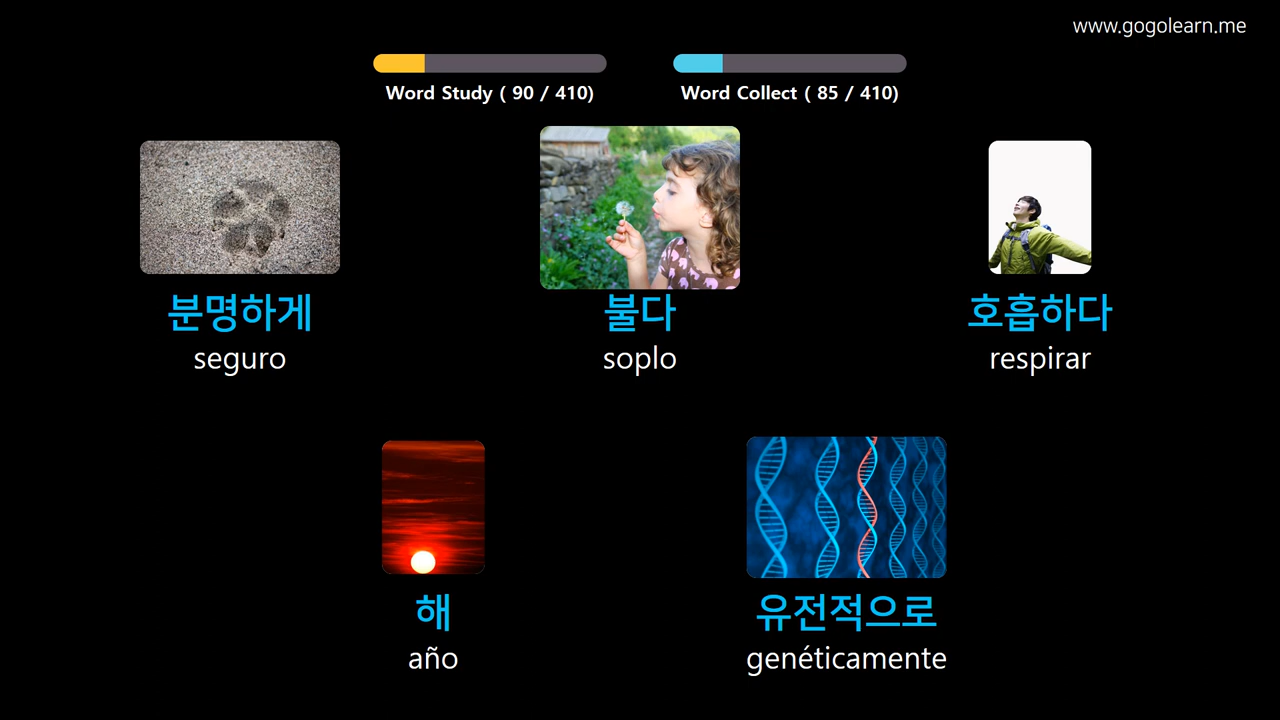 www.gogolearn.me
Word Study ( 90 / 410)
Word Collect ( 85 / 410)
분명하게
seguro
불다
soplo
호흡하다
respirar
해
año
유전적으로
genéticamente